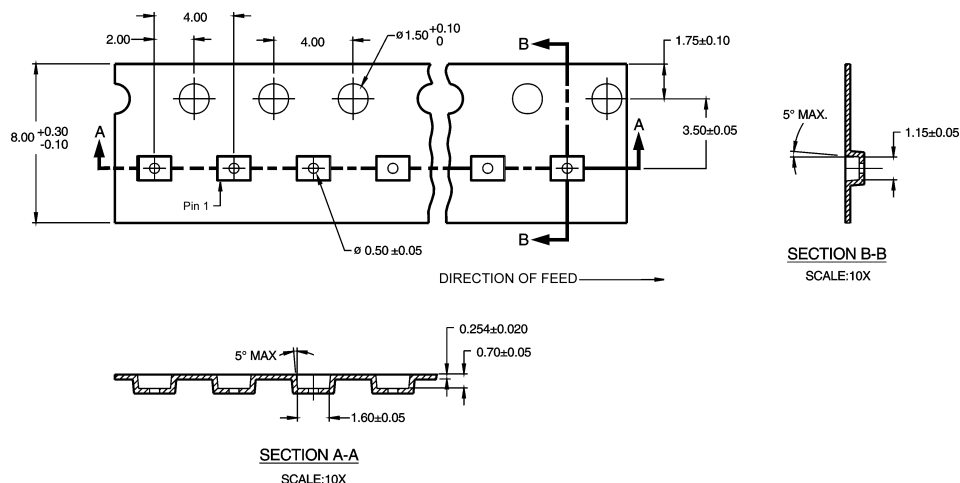 4.00
2.00
4.00
ø 1.50 +0.10
0
B
1.75±0.10
8.00 +0.30
-0.10
A
A
3.50±0.05
5° MAX.
1.15±0.05
Pin 1
ø 0.50 ±0.05
B
DIRECTION OF FEED
SECTION B-B
SCALE:10X
0.254±0.020
5° MAX
0.70±0.05
1.60±0.05
SECTION A-A
SCALE:10X